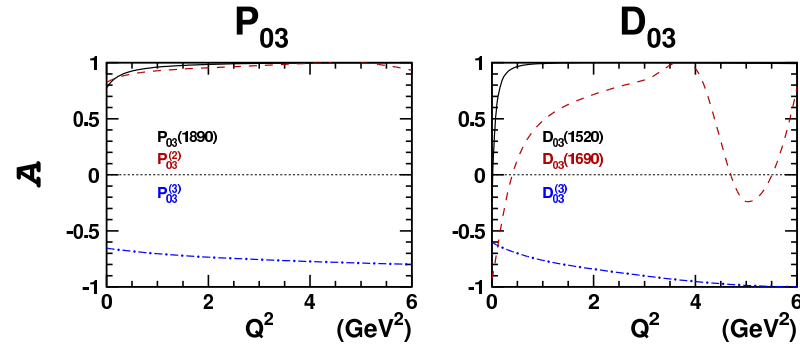 P03 D03
1 1
0.5 0.5
P03(1890) D03(1520)
P03(2) D03(1690)
A 0 0
P03(3) D03(3)
-0.5 -0.5
-1 -1
0 2 4 6 0 2 4 6
Q2 (GeV2) Q2 (GeV2)